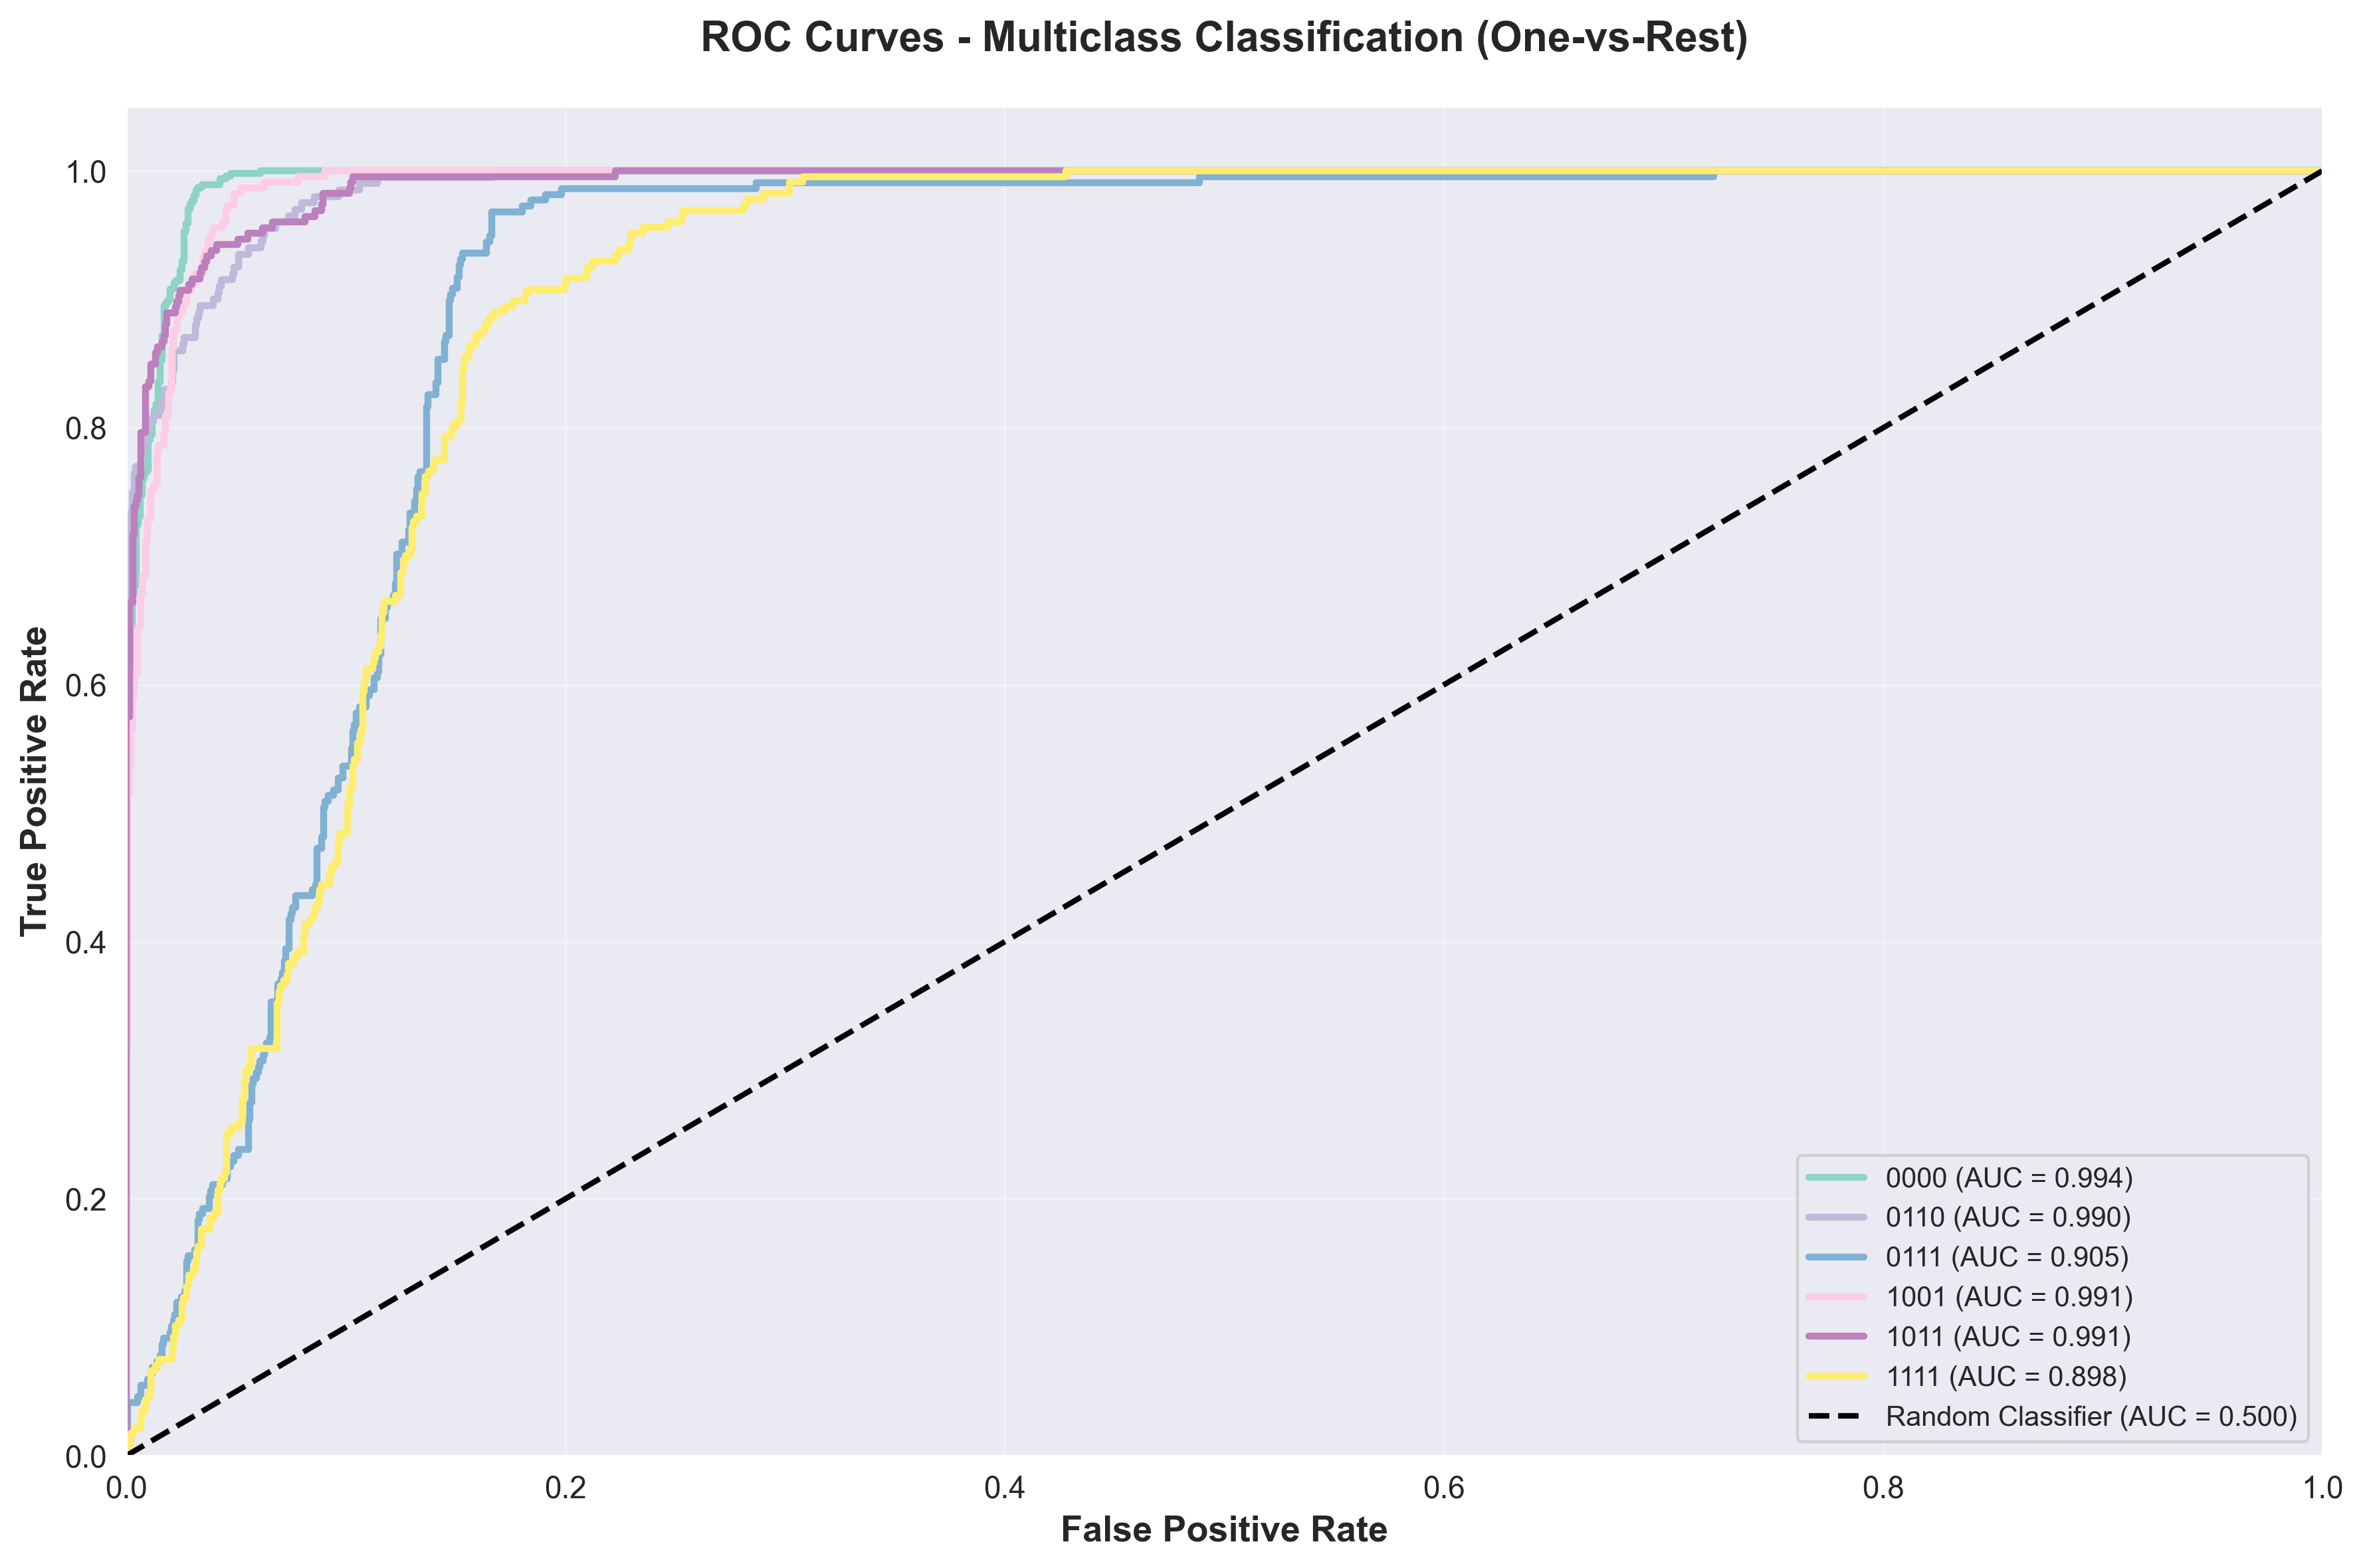 ROC Curves - Multiclass Classification (One-vs-Rest)
1.0
0.8
0.6
0.4
0.2
0.0
True Positive Rate
0.0 0.2 0.4 0.6 0.8 1.0
False Positive Rate
0000 (AUC = 0.994)
0110 (AUC = 0.990)
0111 (AUC = 0.905)
1001 (AUC = 0.991)
1011 (AUC = 0.991)
1111 (AUC = 0.898)
Random Classifier (AUC = 0.500)